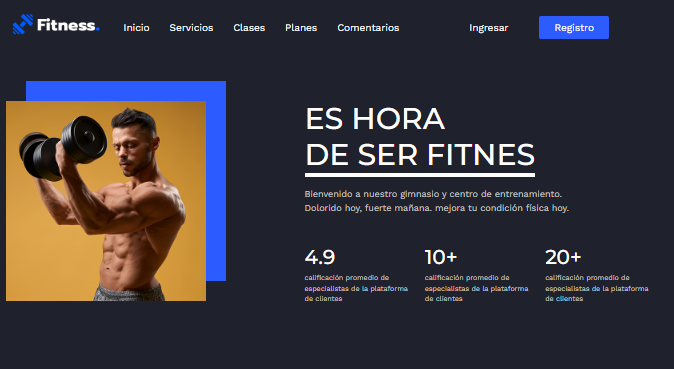 Fitness.
Inicio
Servicios
Clases
Planes
Comentarios
Ingresar
Registro
ES HORA
DE SER FITNES
Bienvenido a nuestro gimnasio y centro de entrenamiento.
Dolorido hoy, fuerte mañana. mejora tu condición física hoy.
4.9
calificación promedio de
especialistas de la plataforma
de clientes
10+
calificación promedio de
especialistas de la plataforma
de clientes
20+
calificación promedio de
especialistas de la plataforma
de clientes